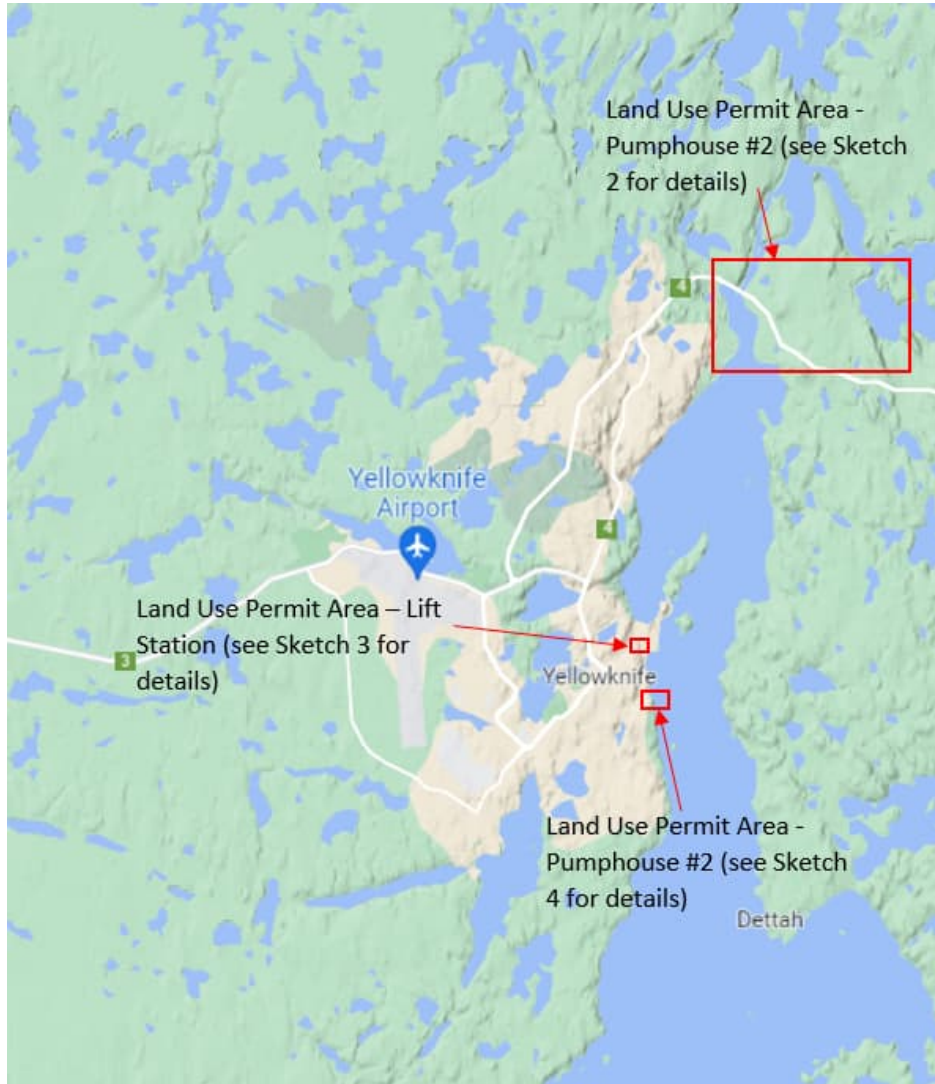 Land Use Permit Area -
Pumphouse #2 (see Sketch
2 for details)
4
Yellowknife
Airport
4
Land Use Permit Area – Lift
Station (see Sketch 3 for
details)
3
Yellowknife
Land Use Permit Area -
Pumphouse #2 (see Sketch
4 for details)
Dettah